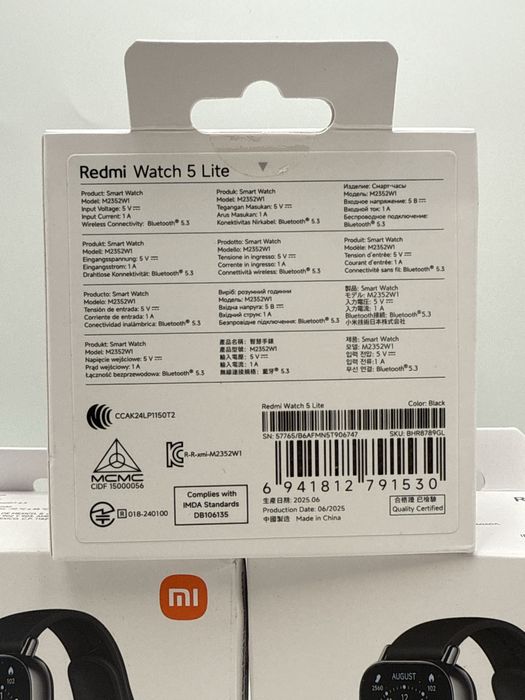 Redmi Watch 5 Lite
Product: Smart Watch
Model: M2352W1
Input Voltage: 5 V ⎓
Input Current: 1 A
Wireless Connectivity: Bluetooth® 5.3
Produk: Smart Watch
Model: M2352W1
Tegangan Masukan: 5 V ⎓
Arus Masukan: 1 A
Konektivitas Nirkabel: Bluetooth® 5.3
Изделие: Смарт-часы
Модель: M2352W1
Входное напряжение: 5 В ⎓
Входной ток: 1 А
Беспроводное подключение:
Bluetooth® 5.3
Produkt: Smart Watch
Modell: M2352W1
Eingangsspannung: 5 V ⎓
Eingangsstrom: 1 A
Drahtlose Konnektivität: Bluetooth® 5.3
Prodotto: Smart Watch
Modello: M2352W1
Tensione in ingresso: 5 V ⎓
Corrente in ingresso: 1 A
Connettività wireless: Bluetooth® 5.3
Produit: Smart Watch
Modèle: M2352W1
Tension d'entrée: 5 V ⎓
Courant d'entrée: 1 A
Connectivité sans fil: Bluetooth® 5.3
Producto: Smart Watch
Modelo: M2352W1
Tensión de entrada: 5 V ⎓
Corriente de entrada: 1 A
Conectividad inalámbrica: Bluetooth® 5.3
Виріб: розумний годинник
Модель: M2352W1
Вхідна напруга: 5 В ⎓
Вхідний струм: 1 А
Безпровідне підключення: Bluetooth® 5.3
製品: Smart Watch
モデル: M2352W1
入力電圧: 5 V ⎓
入力電流: 1 A
Bluetooth接続: Bluetooth® 5.3
小米技術日本株式会社
Produkt: Smart Watch
Model: M2352W1
Napięcie wejściowe: 5 V ⎓
Prąd wejściowy: 1 A
Łączność bezprzewodowa: Bluetooth® 5.3
產品名稱: 智慧手錶
產品型號: M2352W1
輸入電壓: 5 V ⎓
輸入電流: 1 A
無線連接規格: 藍牙® 5.3
제품: Smart Watch
모델: M2352W1
입력 전압: 5 V ⎓
입력 전류: 1 A
무선 연결: Bluetooth® 5.3
CCAK24LP1150T2
R-R-xmi-M2352W1
MCMC
CIDF 15000056
R 018-240100
Complies with
IMDA Standards
DB106135
Redmi Watch 5 Lite
Color: Black
SN: 57765/B6AFMN5T906747
SKU: BHR8789GL
6 941812 791530
生產日期: 2025.06
Production Date: 06/2025
中國製造 Made in China
合格證 已檢驗
Quality Certified
mi
AUGUST
2560
102
12
102